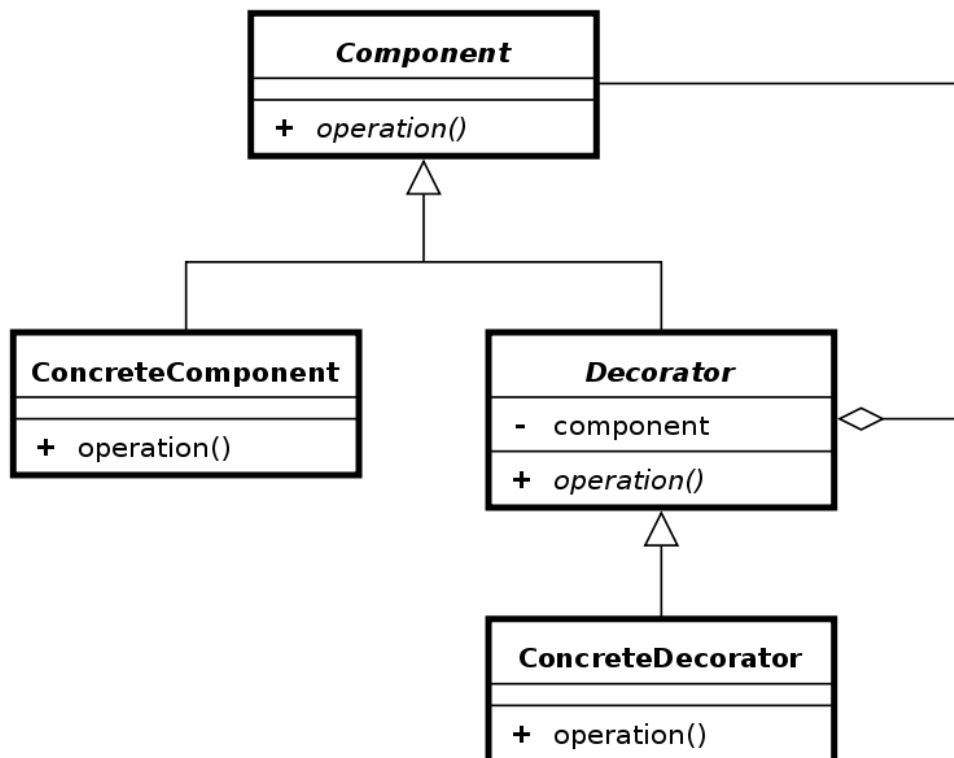 Component
+ operation()
ConcreteComponent
+ operation()
Decorator
- component
+ operation()
ConcreteDecorator
+ operation()